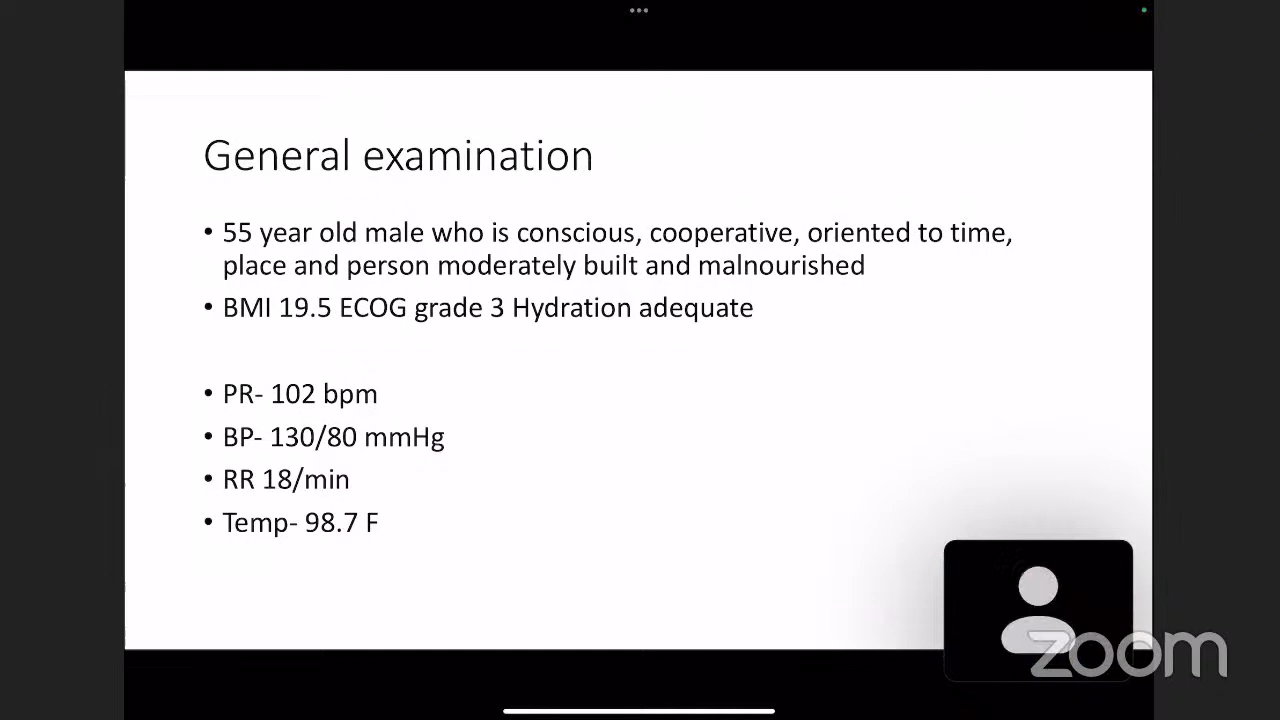 General examination
• 55 year old male who is conscious, cooperative, oriented to time,
place and person moderately built and malnourished
• BMI 19.5 ECOG grade 3 Hydration adequate
• PR- 102 bpm
• BP- 130/80 mmHg
• RR 18/min
• Temp- 98.7 F
zoom